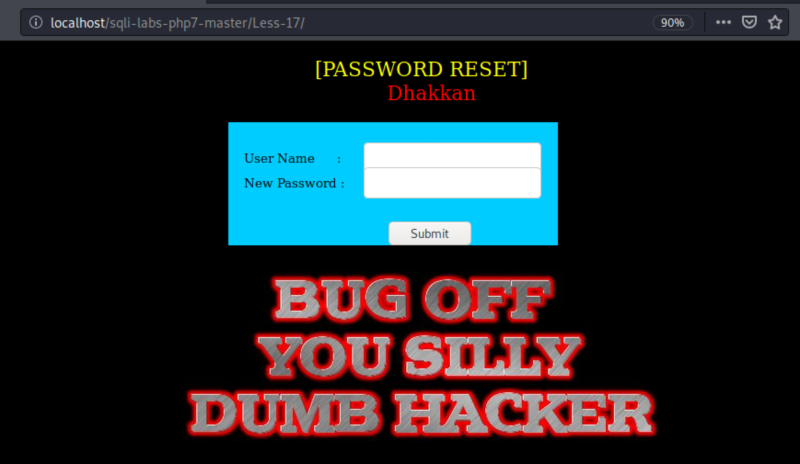 localhost/sqli-labs-php7-master/Less-17/ 90%
[PASSWORD RESET]
Dhakkan
User Name :
New Password :
Submit
BUG OFF
YOU SILLY
DUMB HACKER